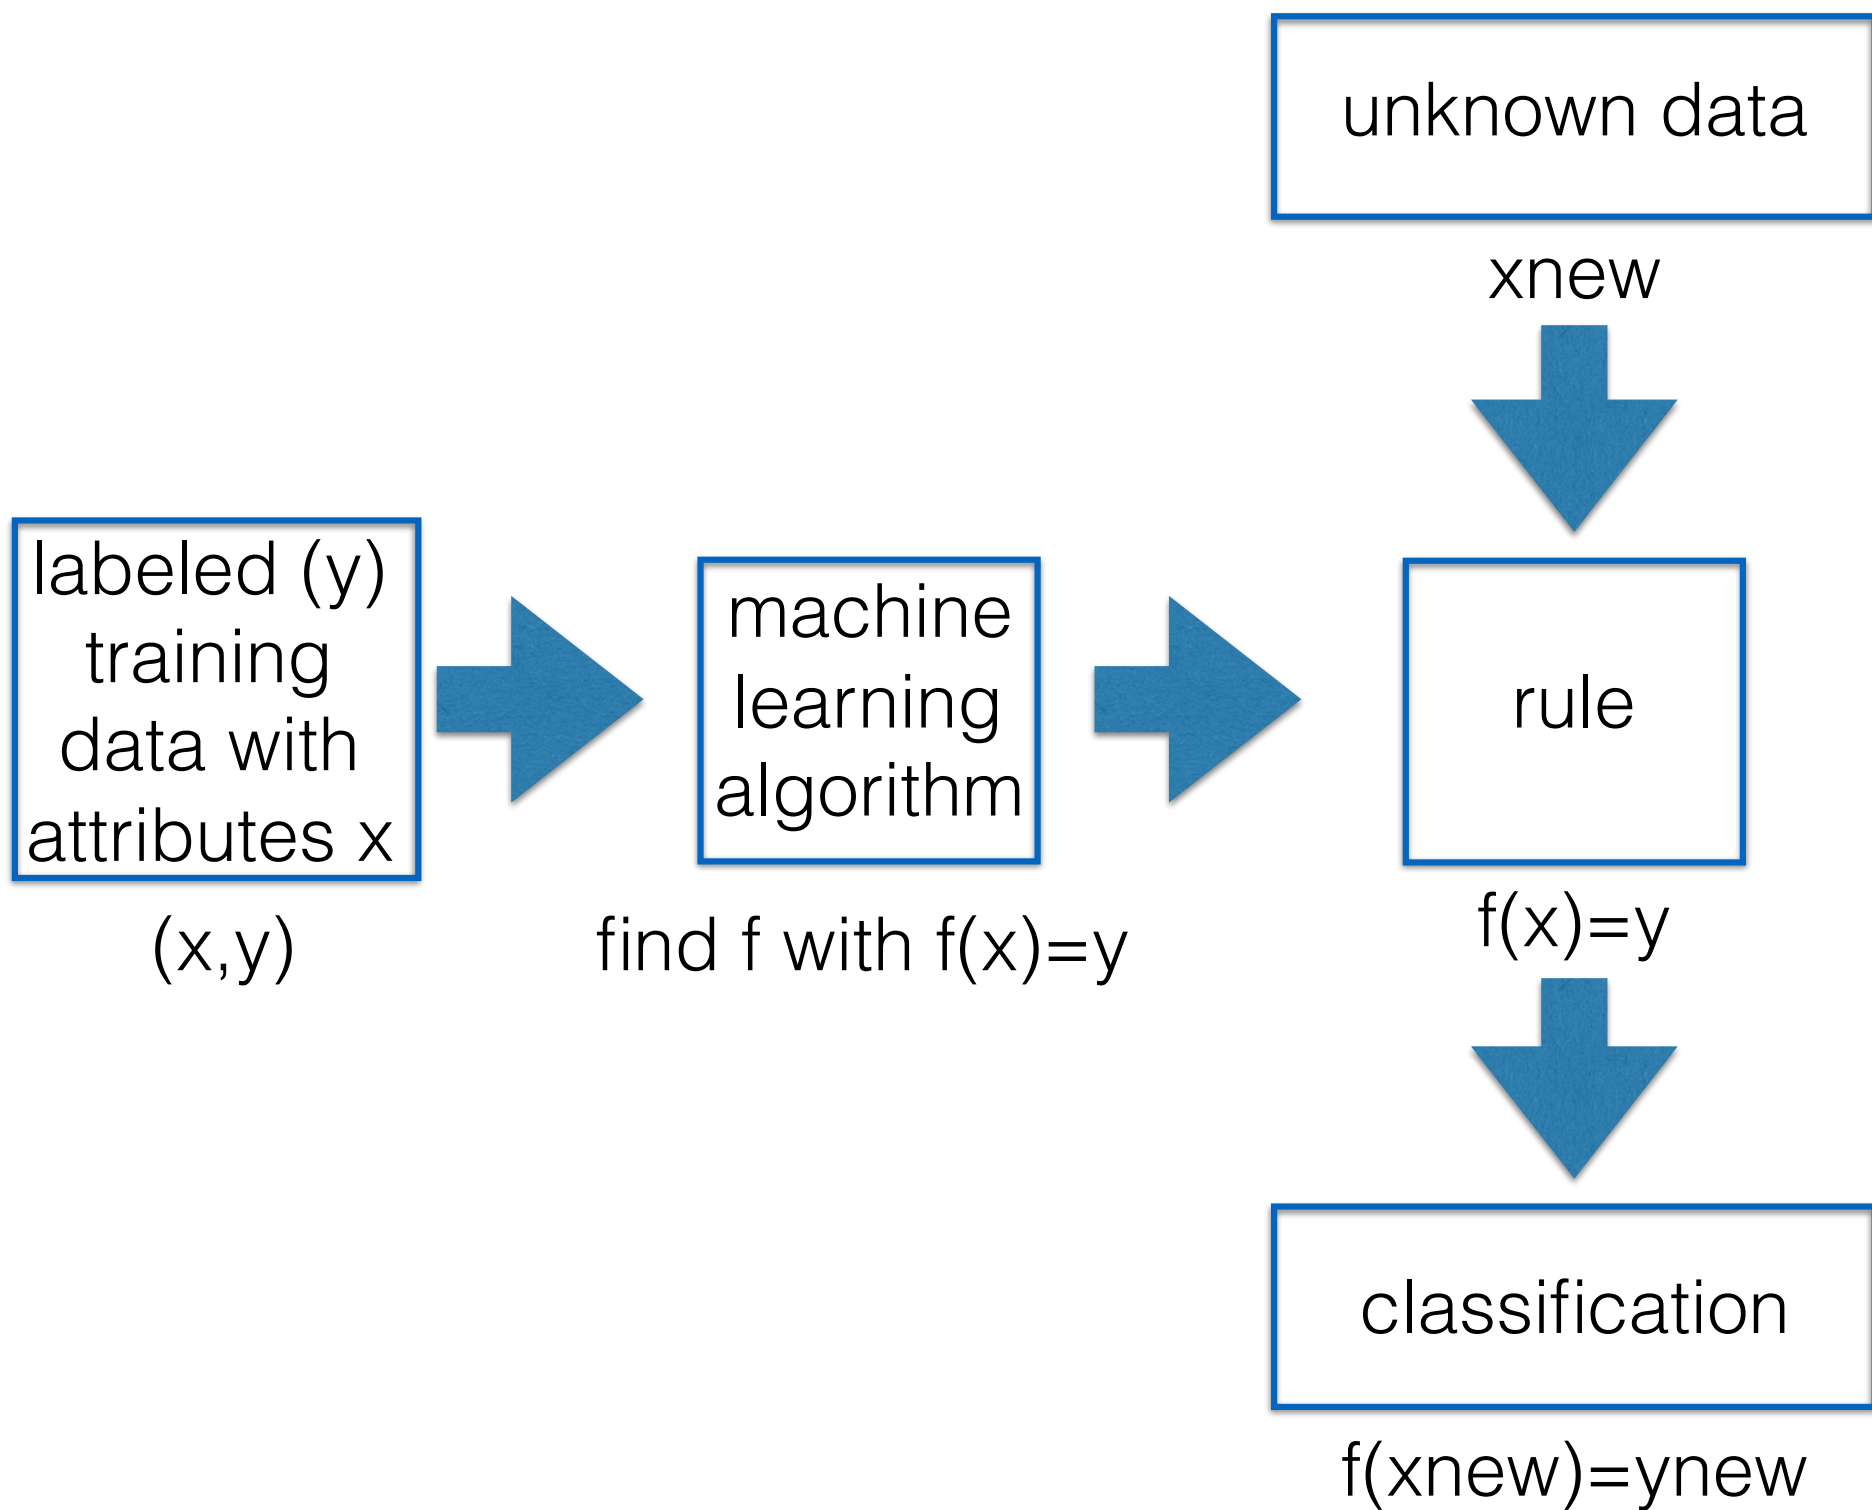 unknown data
xnew
labeled (y)
training
data with
attributes x
(x,y)
machine
learning
algorithm
find f with f(x)=y
rule
f(x)=y
classification
f(xnew)=ynew